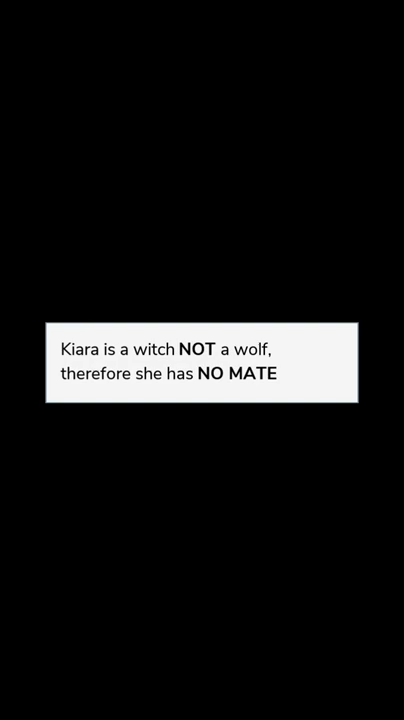 Kiara is a witch NOT a wolf,
therefore she has NO MATE